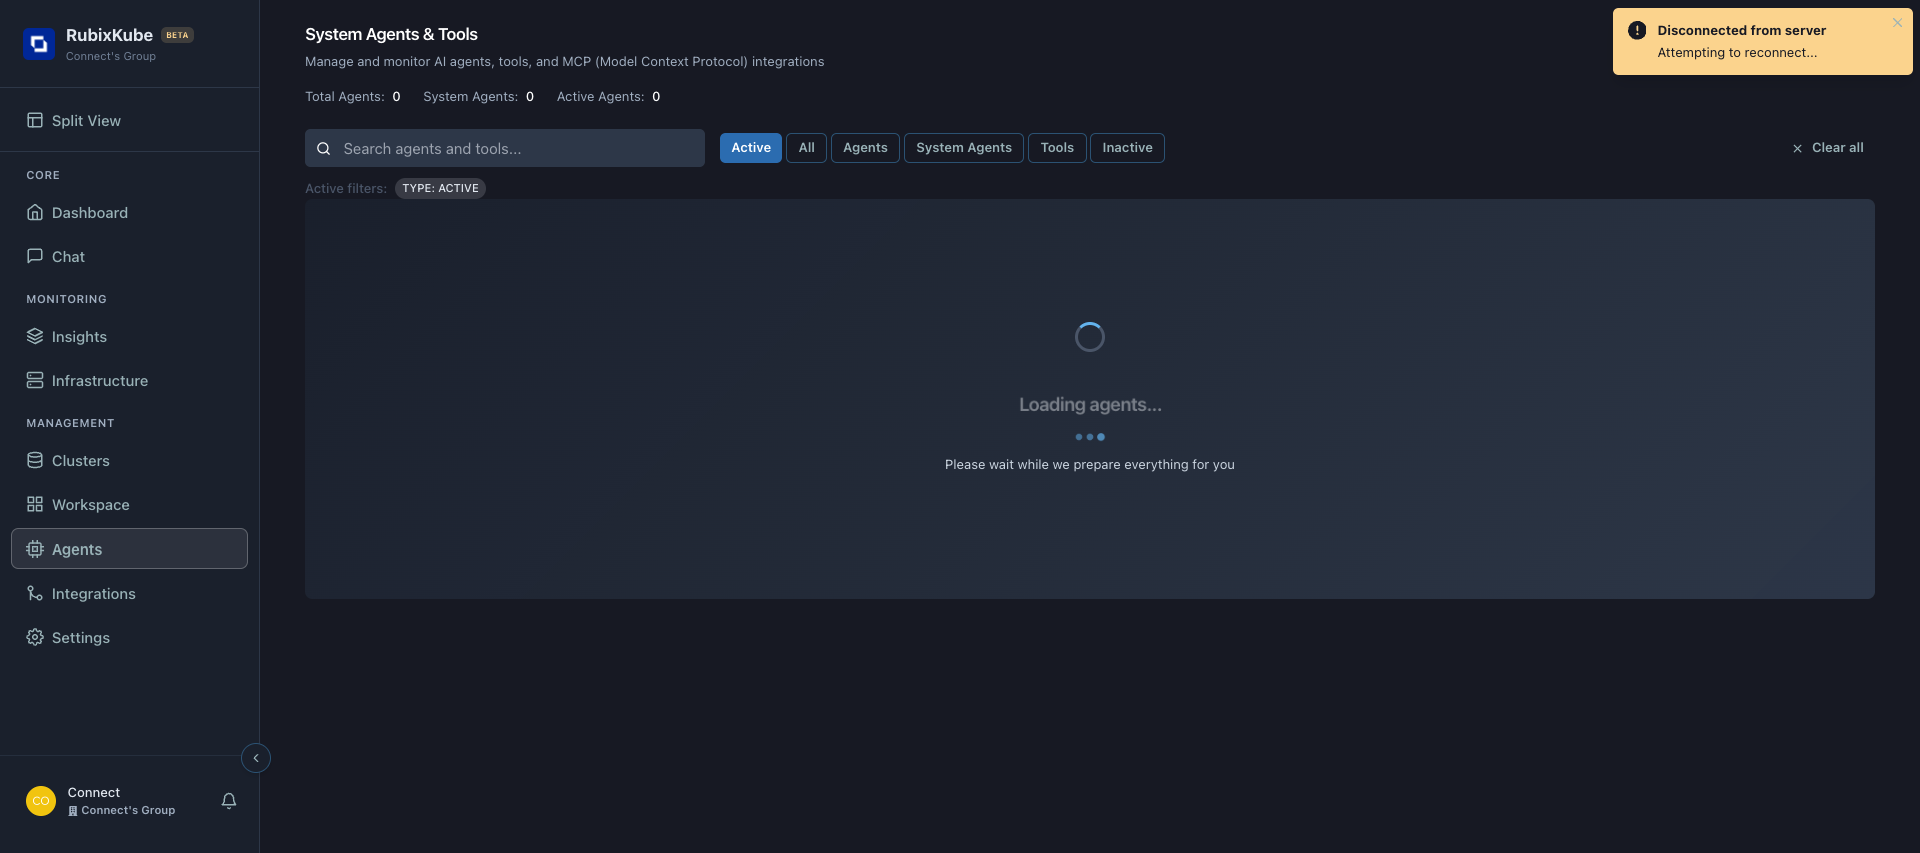 RubixKube BETA
Connect's Group
Split View
CORE
Dashboard
Chat
MONITORING
Insights
Infrastructure
MANAGEMENT
Clusters
Workspace
Agents
Integrations
Settings
CO
Connect
Connect's Group
System Agents & Tools
Manage and monitor AI agents, tools, and MCP (Model Context Protocol) integrations
Total Agents: 0 System Agents: 0 Active Agents: 0
Search agents and tools... Active All Agents System Agents Tools Inactive Clear all
Active filters: TYPE: ACTIVE
Loading agents...
Please wait while we prepare everything for you
Disconnected from server
Attempting to reconnect...